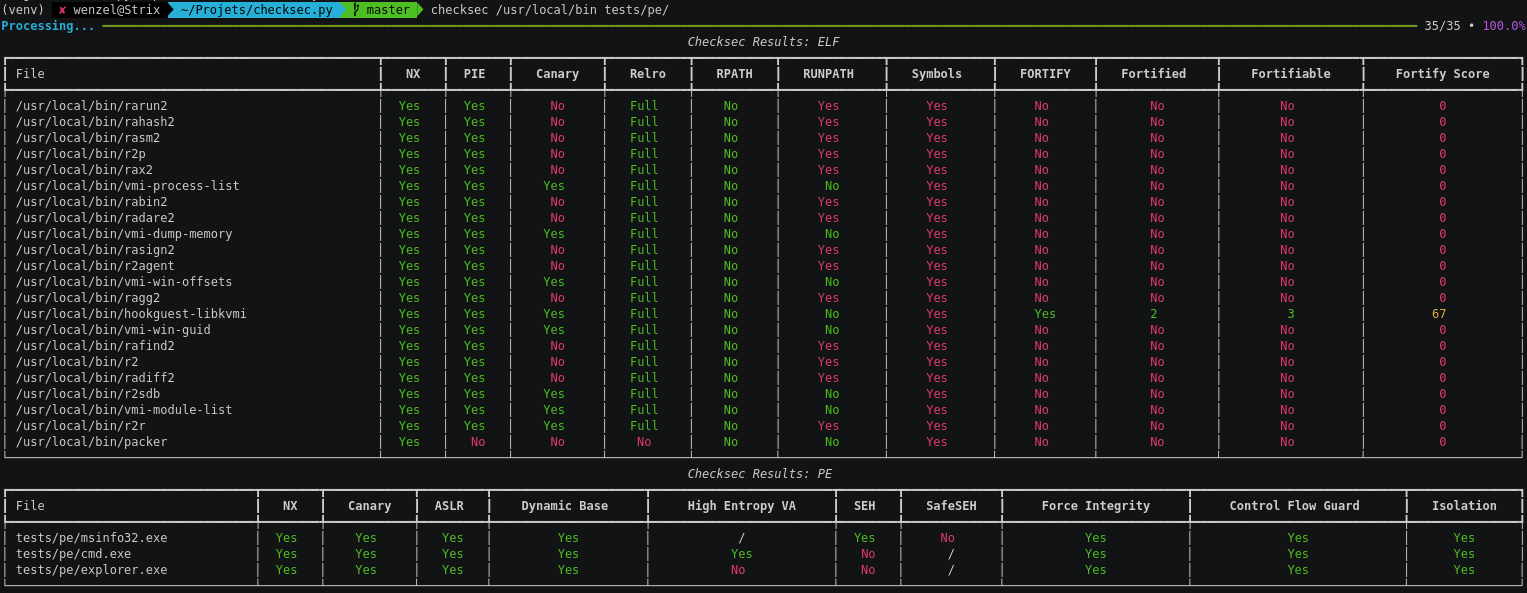 (venv) ✘ wenzel@Strix ~/Projets/checksec.py master checksec /usr/local/bin tests/pe/
Processing... 35/35 • 100.0%
Checksec Results: ELF
File NX PIE Canary Relro RPATH RUNPATH Symbols FORTIFY Fortified Fortifiable Fortify Score
/usr/local/bin/rarun2 Yes Yes No Full No Yes Yes No No No 0
/usr/local/bin/rahash2 Yes Yes No Full No Yes Yes No No No 0
/usr/local/bin/rasm2 Yes Yes No Full No Yes Yes No No No 0
/usr/local/bin/r2p Yes Yes No Full No Yes Yes No No No 0
/usr/local/bin/rax2 Yes Yes No Full No Yes Yes No No No 0
/usr/local/bin/vmi-process-list Yes Yes Yes Full No No Yes No No No 0
/usr/local/bin/rabin2 Yes Yes No Full No Yes Yes No No No 0
/usr/local/bin/radare2 Yes Yes No Full No Yes Yes No No No 0
/usr/local/bin/vmi-dump-memory Yes Yes Yes Full No No Yes No No No 0
/usr/local/bin/rasign2 Yes Yes No Full No Yes Yes No No No 0
/usr/local/bin/r2agent Yes Yes No Full No Yes Yes No No No 0
/usr/local/bin/vmi-win-offsets Yes Yes Yes Full No No Yes No No No 0
/usr/local/bin/ragg2 Yes Yes No Full No Yes Yes No No No 0
/usr/local/bin/hookguest-libkvmi Yes Yes Yes Full No No Yes Yes 2 3 67
/usr/local/bin/vmi-win-guid Yes Yes Yes Full No No Yes No No No 0
/usr/local/bin/rafind2 Yes Yes No Full No Yes Yes No No No 0
/usr/local/bin/r2 Yes Yes No Full No Yes Yes No No No 0
/usr/local/bin/radiff2 Yes Yes No Full No Yes Yes No No No 0
/usr/local/bin/r2sdb Yes Yes Yes Full No No Yes No No No 0
/usr/local/bin/vmi-module-list Yes Yes Yes Full No No Yes No No No 0
/usr/local/bin/r2r Yes Yes Yes Full No Yes Yes No No No 0
/usr/local/bin/packer Yes No No No No No Yes No No No 0
Checksec Results: PE
File NX Canary ASLR Dynamic Base High Entropy VA SEH SafeSEH Force Integrity Control Flow Guard Isolation
tests/pe/msinfo32.exe Yes Yes Yes Yes / Yes No Yes Yes Yes
tests/pe/cmd.exe Yes Yes Yes Yes Yes No / Yes Yes Yes
tests/pe/explorer.exe Yes Yes Yes Yes No No / Yes Yes Yes